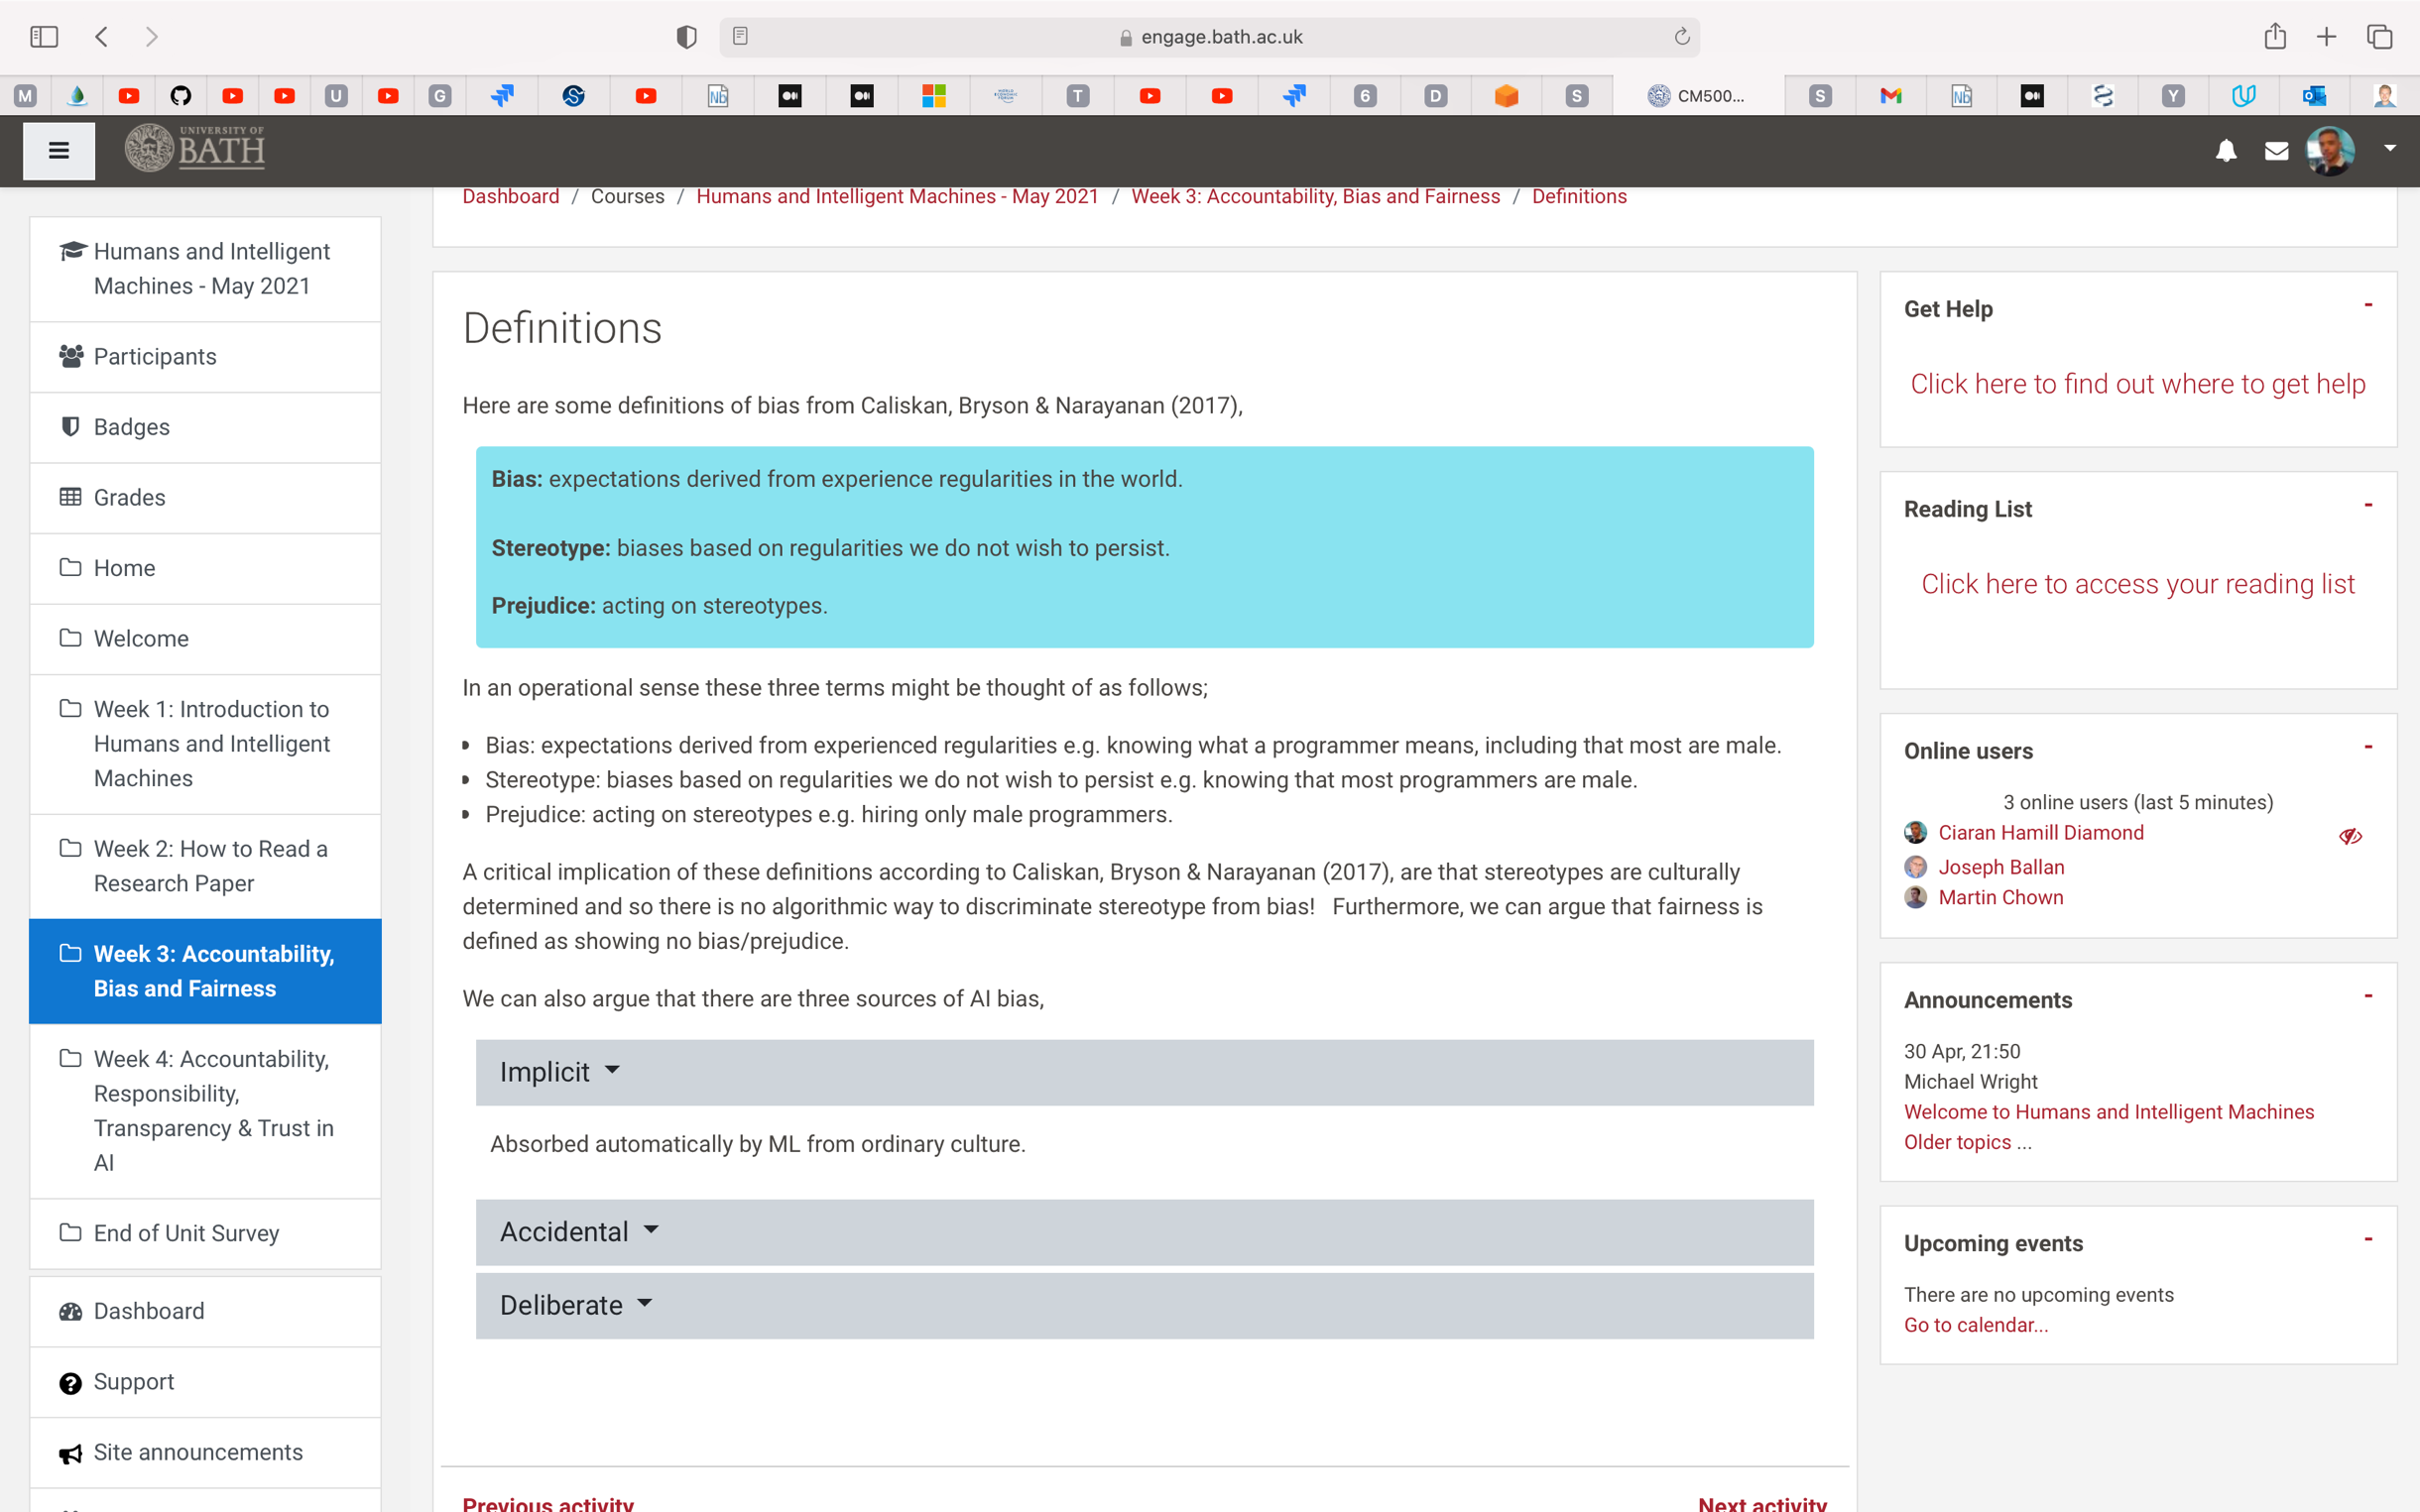 engage.bath.ac.uk
M
U
G
Nb
T
6
D
S
CM500...
S
Nb
Y
UNIVERSITY OF
BATH
Dashboard / Courses / Humans and Intelligent Machines - May 2021 / Week 3: Accountability, Bias and Fairness / Definitions
Humans and Intelligent
Machines - May 2021
Participants
Badges
Grades
Home
Welcome
Week 1: Introduction to
Humans and Intelligent
Machines
Week 2: How to Read a
Research Paper
Week 3: Accountability,
Bias and Fairness
Week 4: Accountability,
Responsibility,
Transparency & Trust in
AI
End of Unit Survey
Dashboard
Support
Site announcements
Definitions
Here are some definitions of bias from Caliskan, Bryson & Narayanan (2017),
Bias: expectations derived from experience regularities in the world.
Stereotype: biases based on regularities we do not wish to persist.
Prejudice: acting on stereotypes.
In an operational sense these three terms might be thought of as follows;
• Bias: expectations derived from experienced regularities e.g. knowing what a programmer means, including that most are male.
• Stereotype: biases based on regularities we do not wish to persist e.g. knowing that most programmers are male.
• Prejudice: acting on stereotypes e.g. hiring only male programmers.
A critical implication of these definitions according to Caliskan, Bryson & Narayanan (2017), are that stereotypes are culturally
determined and so there is no algorithmic way to discriminate stereotype from bias! Furthermore, we can argue that fairness is
defined as showing no bias/prejudice.
We can also argue that there are three sources of AI bias,
Implicit
Absorbed automatically by ML from ordinary culture.
Accidental
Deliberate
Previous activity
Next activity
Get Help
-
Click here to find out where to get help
Reading List
-
Click here to access your reading list
Online users
-
3 online users (last 5 minutes)
Ciaran Hamill Diamond
Joseph Ballan
Martin Chown
Announcements
-
30 Apr, 21:50
Michael Wright
Welcome to Humans and Intelligent Machines
Older topics ...
Upcoming events
-
There are no upcoming events
Go to calendar...